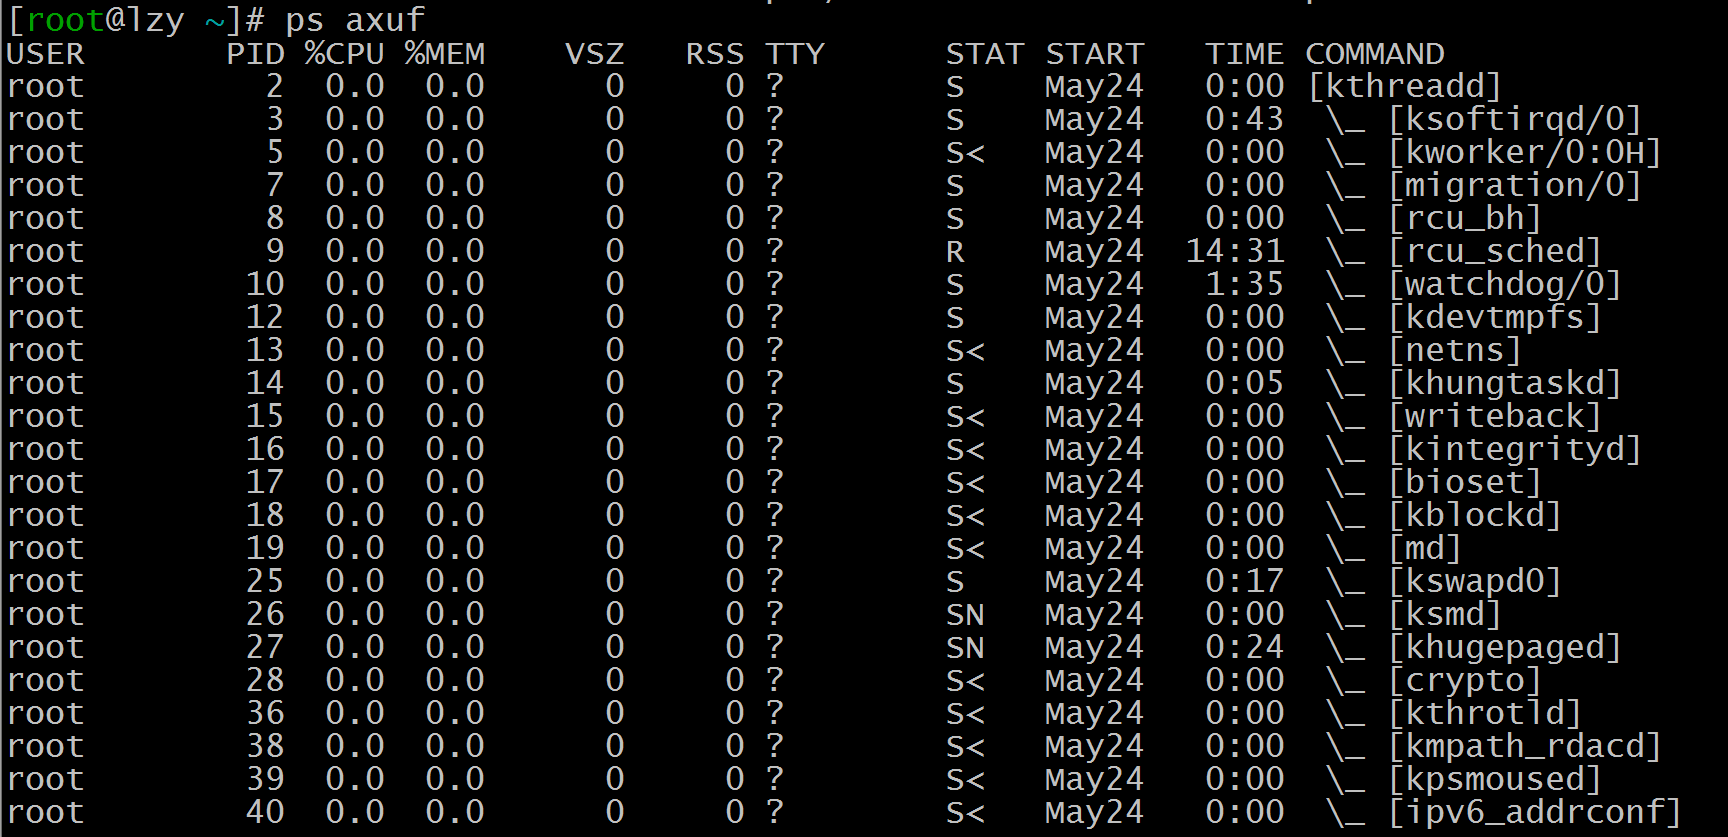 [root@lzy ~]# ps axuf
USER       PID %CPU %MEM    VSZ   RSS TTY      STAT START   TIME COMMAND
root         2  0.0  0.0      0     0 ?        S    May24   0:00 [kthreadd]
root         3  0.0  0.0      0     0 ?        S    May24   0:43  \_ [ksoftirqd/0]
root         5  0.0  0.0      0     0 ?        S<   May24   0:00  \_ [kworker/0:0H]
root         7  0.0  0.0      0     0 ?        S    May24   0:00  \_ [migration/0]
root         8  0.0  0.0      0     0 ?        S    May24   0:00  \_ [rcu_bh]
root         9  0.0  0.0      0     0 ?        R    May24  14:31  \_ [rcu_sched]
root        10  0.0  0.0      0     0 ?        S    May24   1:35  \_ [watchdog/0]
root        12  0.0  0.0      0     0 ?        S    May24   0:00  \_ [kdevtmpfs]
root        13  0.0  0.0      0     0 ?        S<   May24   0:00  \_ [netns]
root        14  0.0  0.0      0     0 ?        S    May24   0:05  \_ [khungtaskd]
root        15  0.0  0.0      0     0 ?        S<   May24   0:00  \_ [writeback]
root        16  0.0  0.0      0     0 ?        S<   May24   0:00  \_ [kintegrityd]
root        17  0.0  0.0      0     0 ?        S<   May24   0:00  \_ [bioset]
root        18  0.0  0.0      0     0 ?        S<   May24   0:00  \_ [kblockd]
root        19  0.0  0.0      0     0 ?        S<   May24   0:00  \_ [md]
root        25  0.0  0.0      0     0 ?        S    May24   0:17  \_ [kswapd0]
root        26  0.0  0.0      0     0 ?        SN   May24   0:00  \_ [ksmd]
root        27  0.0  0.0      0     0 ?        SN   May24   0:24  \_ [khugepaged]
root        28  0.0  0.0      0     0 ?        S<   May24   0:00  \_ [crypto]
root        36  0.0  0.0      0     0 ?        S<   May24   0:00  \_ [kthrotld]
root        38  0.0  0.0      0     0 ?        S<   May24   0:00  \_ [kmpath_rdacd]
root        39  0.0  0.0      0     0 ?        S<   May24   0:00  \_ [kpsmoused]
root        40  0.0  0.0      0     0 ?        S<   May24   0:00  \_ [ipv6_addrconf]